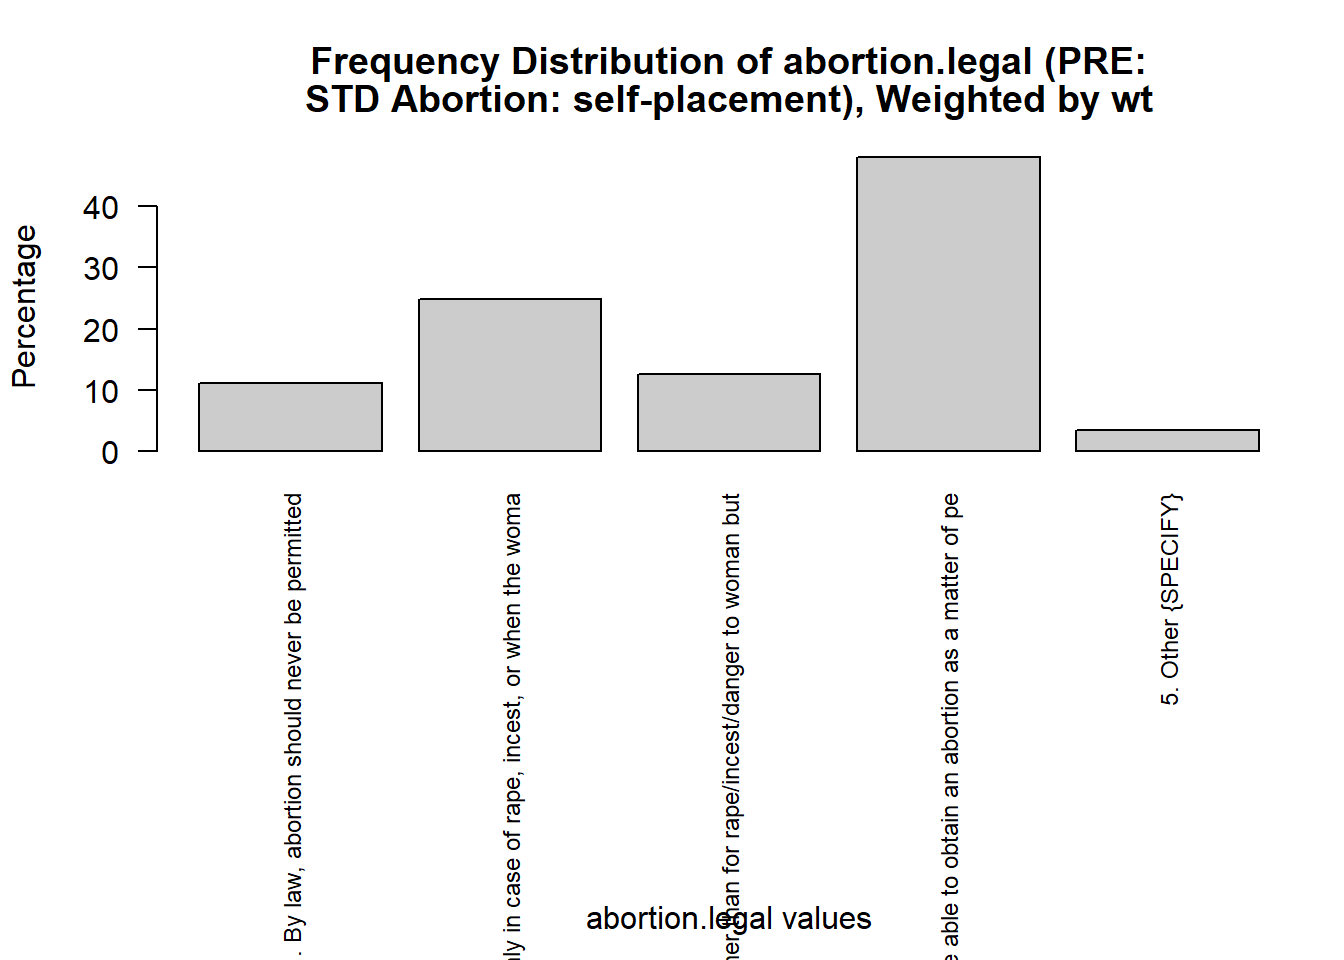 Frequency Distribution of abortion.legal (PRE:
STD Abortion: self-placement), Weighted by wt
Percentage
40
30
20
10
0
. By law, abortion should never be permitted
in case of rape, incest, or when the woma
than for rape/incest/danger to woman but
able to obtain an abortion as a matter of pe
5. Other {SPECIFY}
abortion.legal values